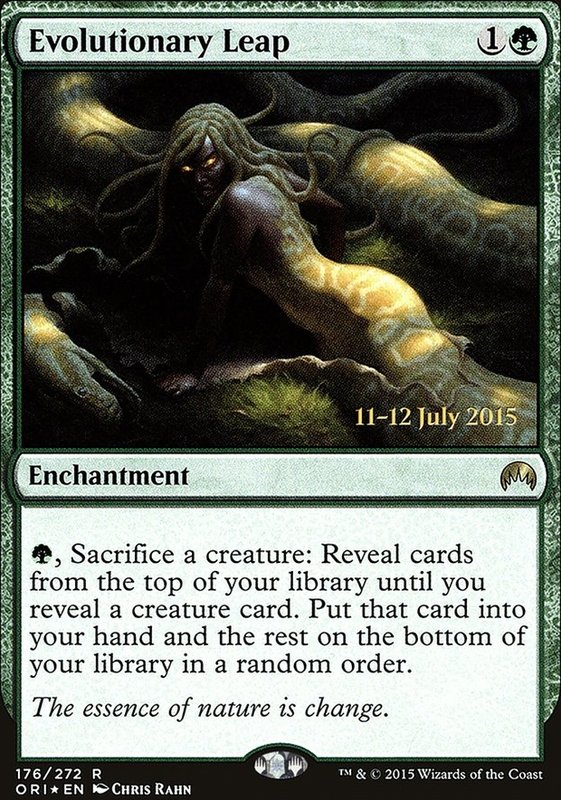 Evolutionary Leap 1
11–12 July 2015
Enchantment
, Sacrifice a creature: Reveal cards
from the top of your library until you
reveal a creature card. Put that card into
your hand and the rest on the bottom of
your library in a random order.
The essence of nature is change.
176/272 R
ORI★EN Chris Rahn
™ & © 2015 Wizards of the Coast